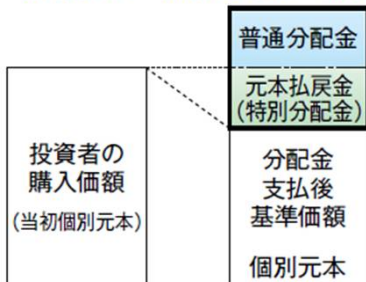 普通分配金
元本払戻金
(特別分配金)
投資者の
購入価額
(当初個別元本)
分配金
支払後
基準価額
個別元本